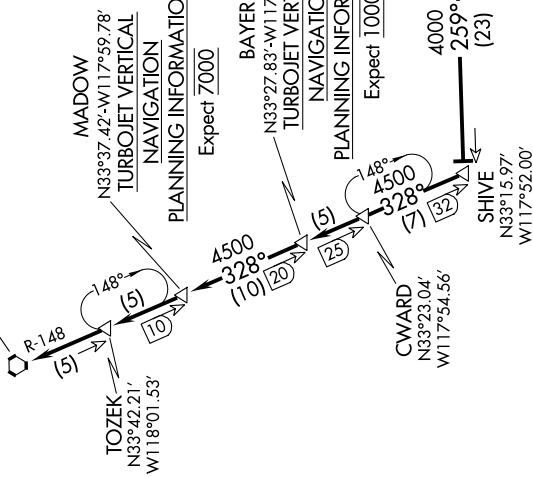 MADOW
N33°37.42'-W117°59.78'
TURBOJET VERTICAL
NAVIGATION
PLANNING INFORMATIO
Expect 7000
BAYER
N33°27.83'-W117
TURBOJET VER
NAVIGATION
PLANNING INFOR
Expect 1000
4000
259°
(23)
R-148
(5)
148°
(5)
10
TOZEK
N33°42.21'
W118°01.53'
4500
328°
(10)
20
(5)
25
148°
4500
328°
(7)
32
CWARD
N33°23.04'
W117°54.56'
SHIVE
N33°15.97'
W117°52.00'